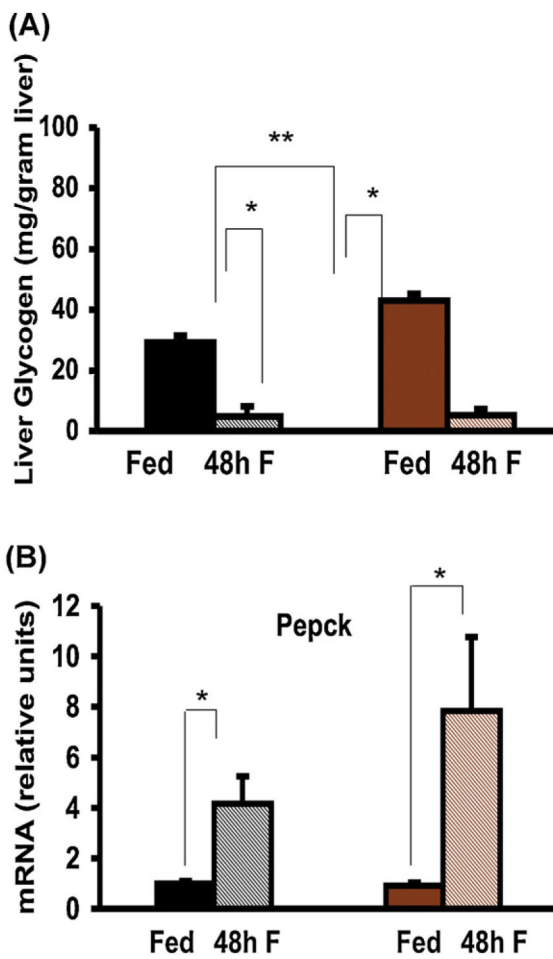 (A)
Liver Glycogen (mg/gram liver)
100
80
60
40
20
0
**
*
*
Fed 48h F Fed 48h F
(B)
mRNA (relative units)
12
10
8
6
4
2
0
Pepck
*
*
Fed 48h F Fed 48h F